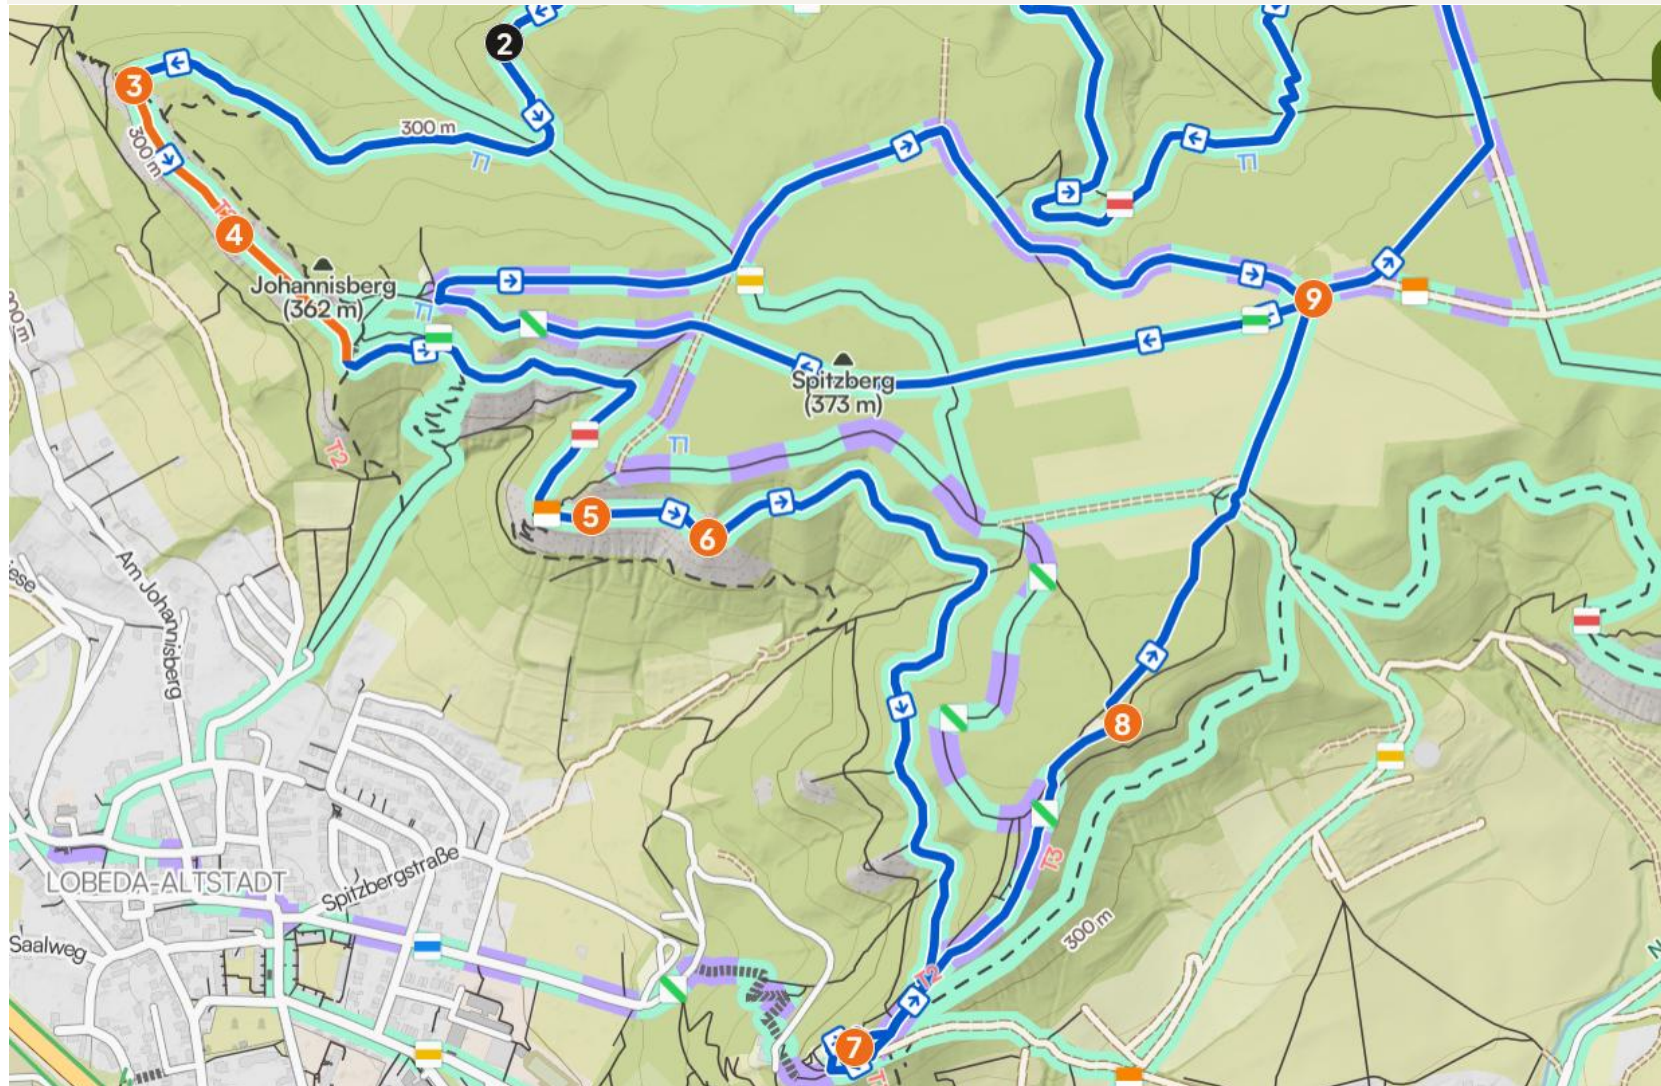 2
3
300 m
300 m
T1
T1
4
Johannisberg
(362 m)
T1
9
Spitzberg
(373 m)
T2
T1
5
6
Am Johannisberg
8
T3
Spitzbergstraße
LOBEDA-ALTSTADT
Saalweg
300 m
T2
7